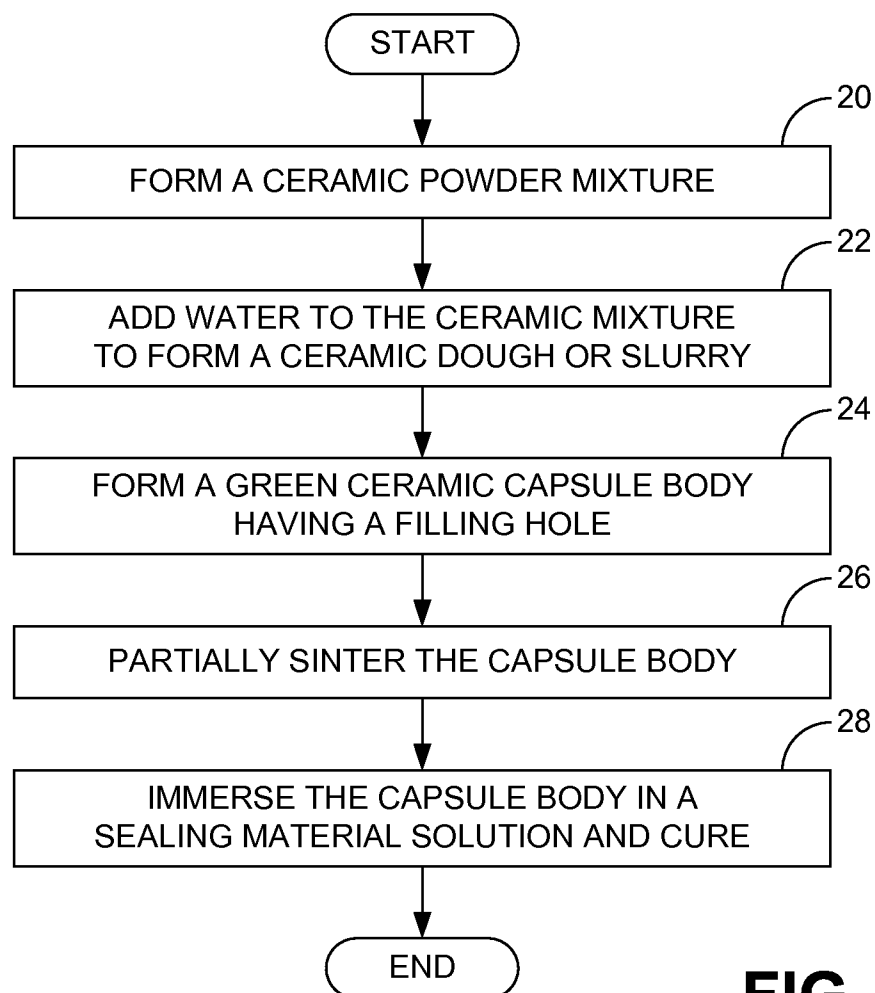 START
20
FORM A CERAMIC POWDER MIXTURE
22
ADD WATER TO THE CERAMIC MIXTURE
TO FORM A CERAMIC DOUGH OR SLURRY
24
FORM A GREEN CERAMIC CAPSULE BODY
HAVING A FILLING HOLE
26
PARTIALLY SINTER THE CAPSULE BODY
28
IMMERSE THE CAPSULE BODY IN A
SEALING MATERIAL SOLUTION AND CURE
END
FIG